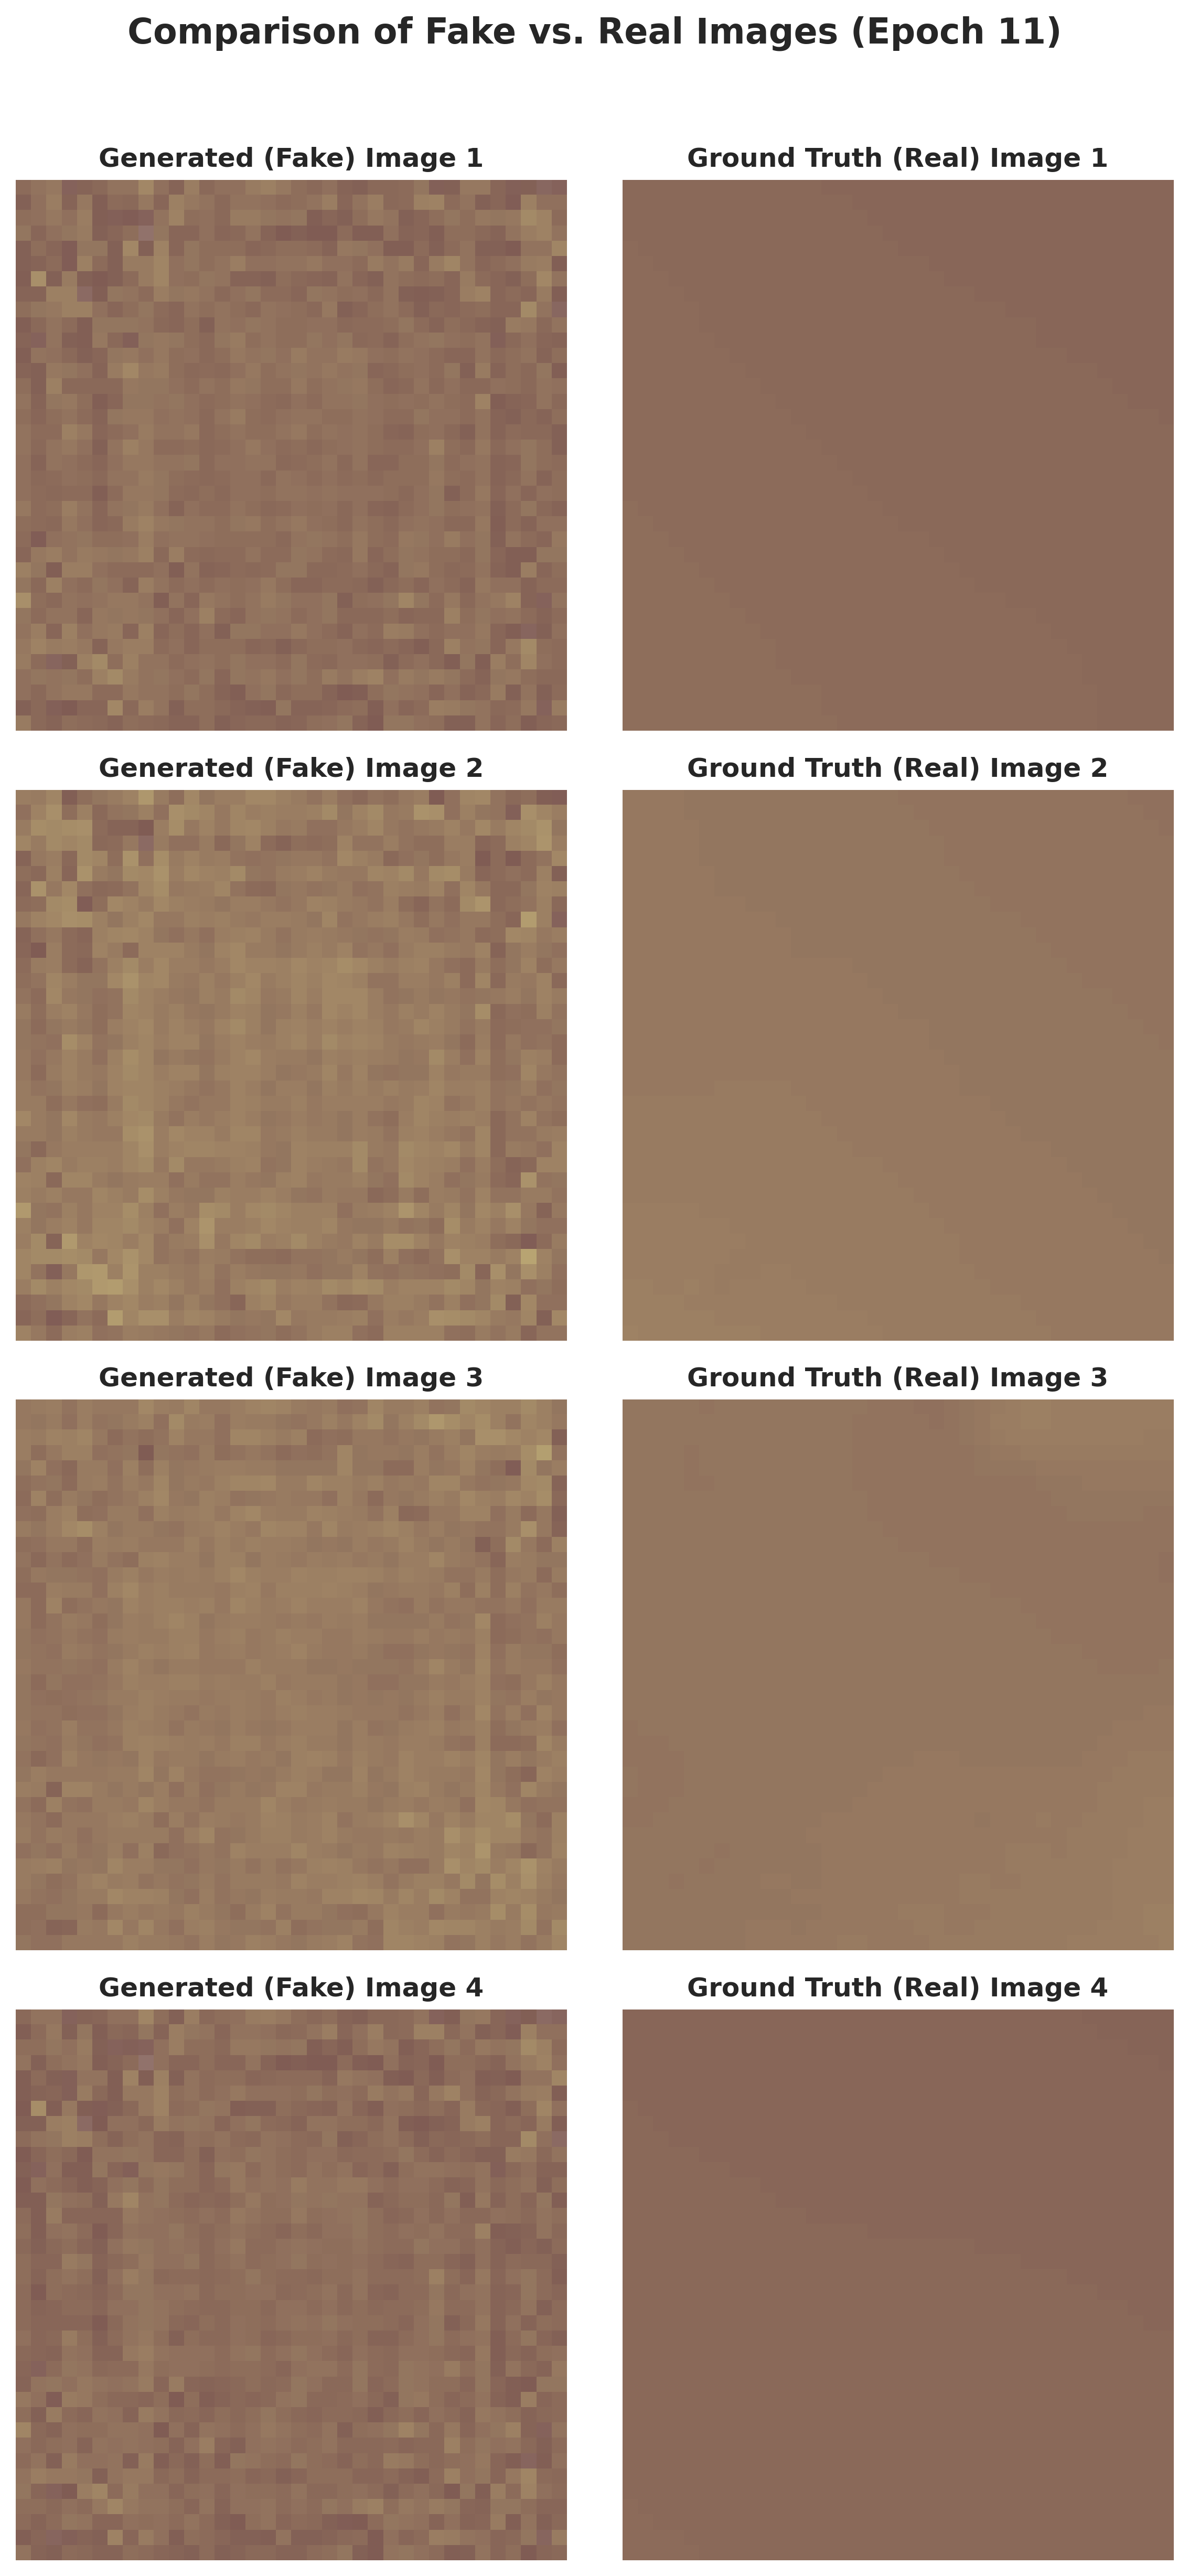 Comparison of Fake vs. Real Images (Epoch 11)
Generated (Fake) Image 1
Ground Truth (Real) Image 1
Generated (Fake) Image 2
Ground Truth (Real) Image 2
Generated (Fake) Image 3
Ground Truth (Real) Image 3
Generated (Fake) Image 4
Ground Truth (Real) Image 4